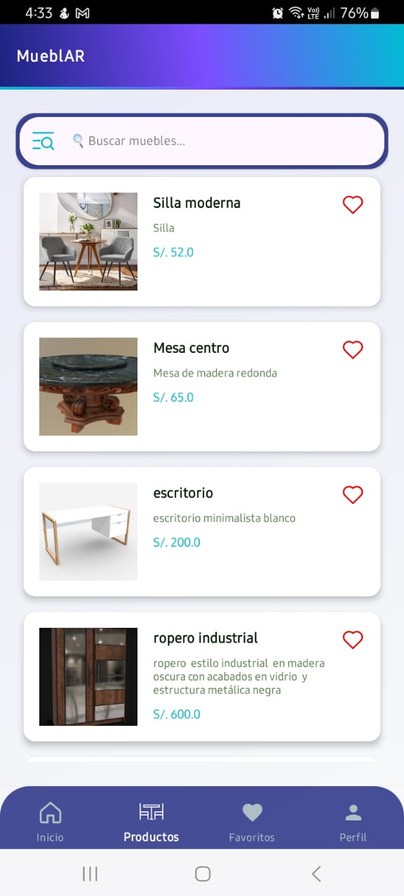 4:33
Vo)) LTE
76%
MueblAR
Buscar muebles...
Silla moderna
Silla
S/. 52.0
Mesa centro
Mesa de madera redonda
S/. 65.0
escritorio
escritorio minimalista blanco
S/. 200.0
ropero industrial
ropero estilo industrial en madera
oscura con acabados en vidrio y
estructura metálica negra
S/. 600.0
Inicio
Productos
Favoritos
Perfil